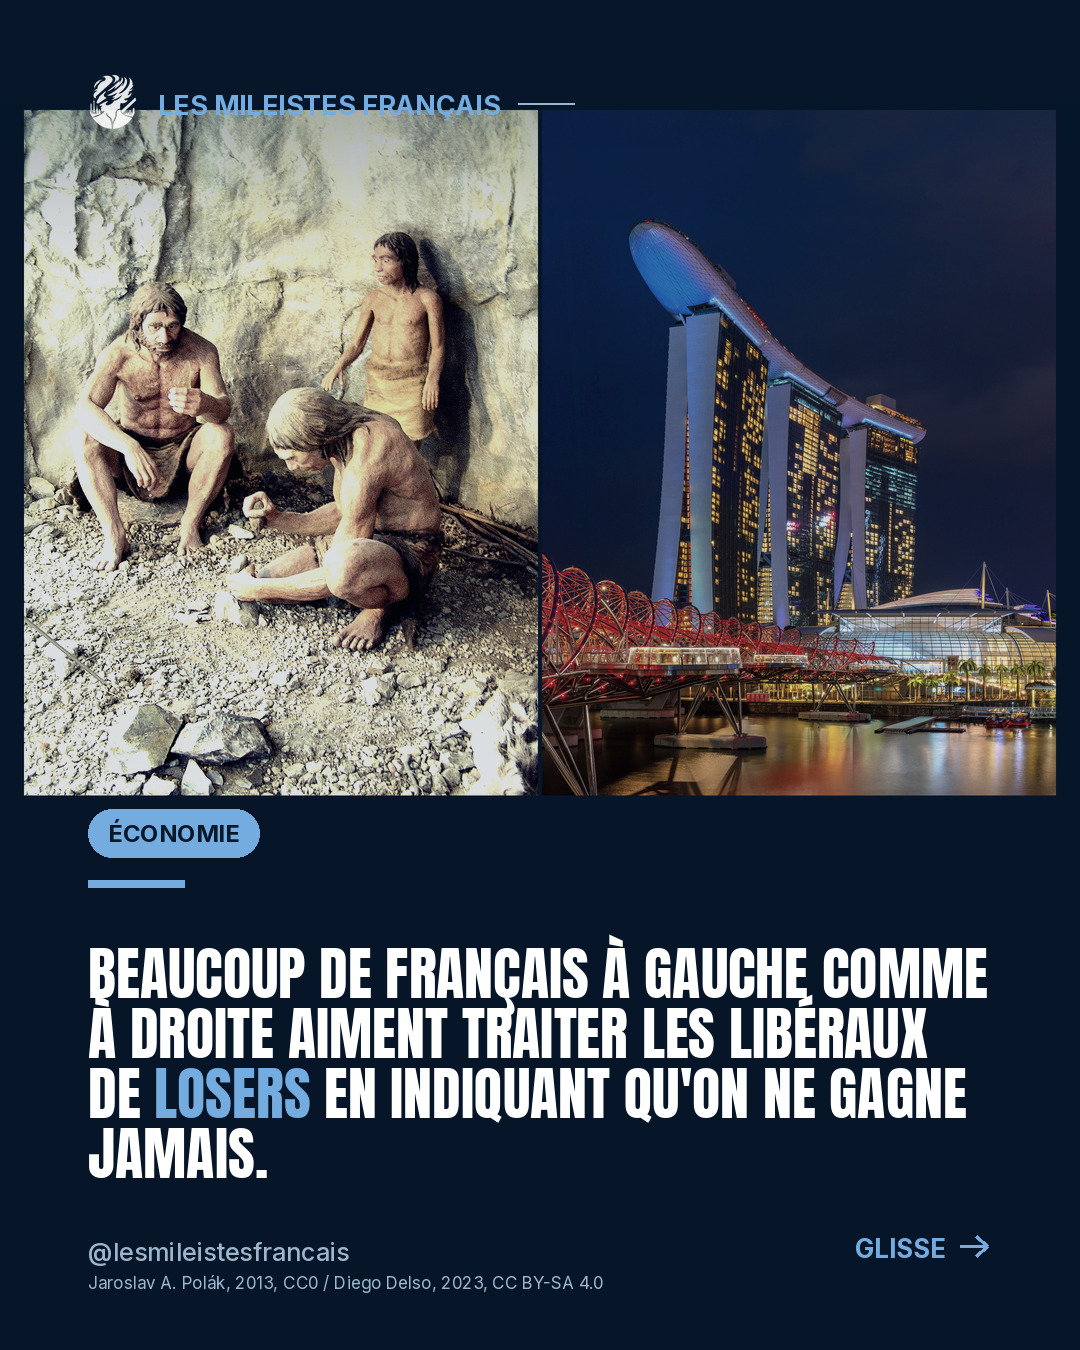 LES MILEISTES FRANÇAIS
ÉCONOMIE
BEAUCOUP DE FRANÇAIS À GAUCHE COMME
À DROITE AIMENT TRAITER LES LIBÉRAUX
DE LOSERS EN INDIQUANT QU'ON NE GAGNE
JAMAIS.
@lesmileistesfrancais
GLISSE →
Jaroslav A. Polák, 2013, CC0 / Diego Delso, 2023, CC BY-SA 4.0